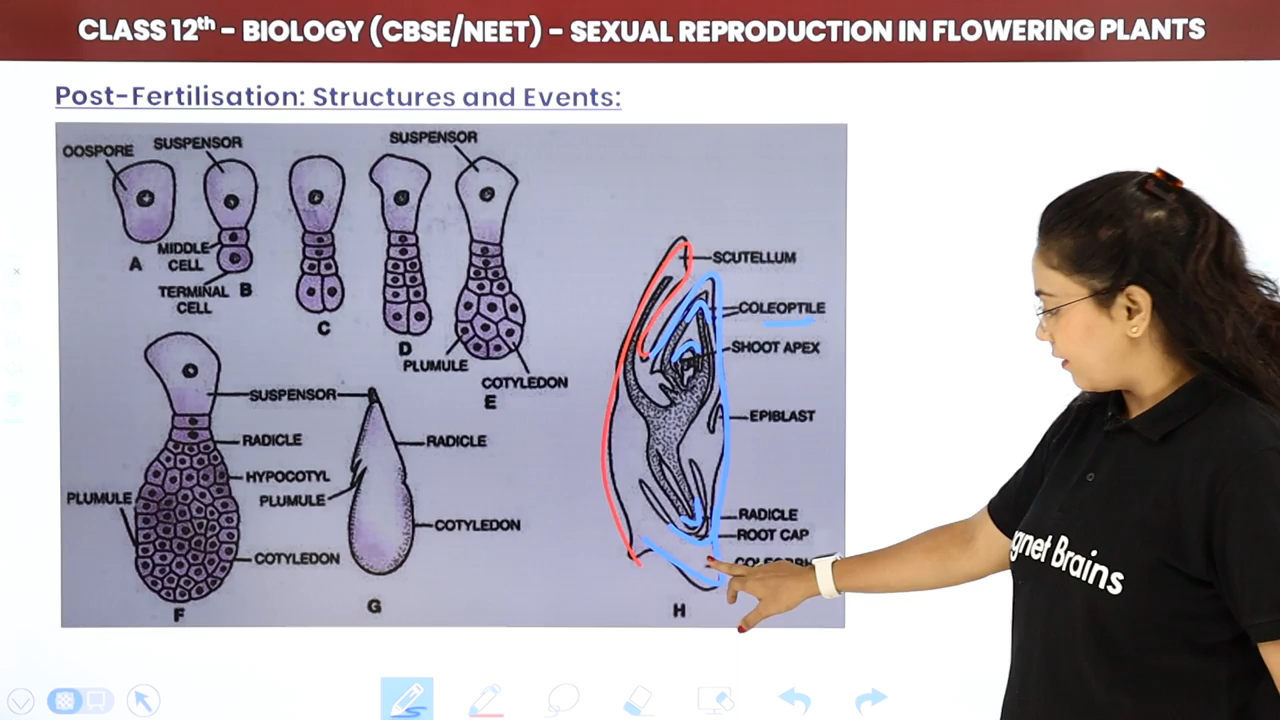 CLASS 12th – BIOLOGY (CBSE/NEET) – SEXUAL REPRODUCTION IN FLOWERING PLANTS
Post-Fertilisation: Structures and Events:
OOSPORE
SUSPENSOR
SUSPENSOR
MIDDLE
CELL
TERMINAL
CELL
A
B
C
D
PLUMULE
COTYLEDON
E
SUSPENSOR
RADICLE
HYPOCOTYL
PLUMULE
COTYLEDON
F
RADICLE
PLUMULE
COTYLEDON
G
SCUTELLUM
COLEOPTILE
SHOOT APEX
EPIBLAST
RADICLE
ROOT CAP
H
gnet Brains